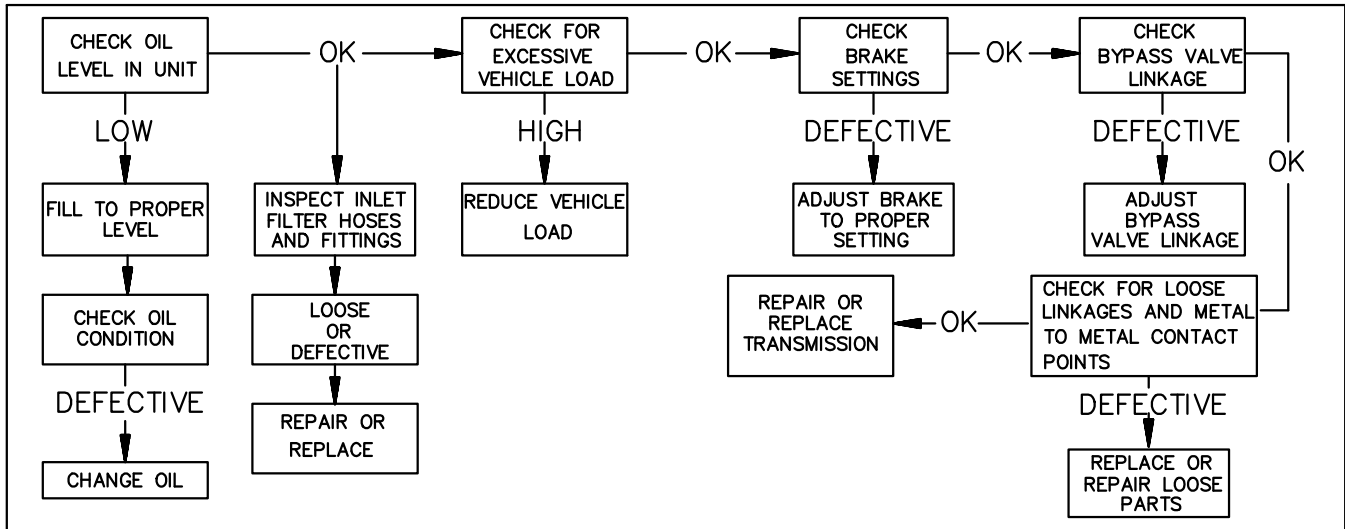 CHECK OIL
LEVEL IN UNIT
OK
CHECK FOR
EXCESSIVE
VEHICLE LOAD
OK
CHECK
BRAKE
SETTINGS
OK
CHECK
BYPASS VALVE
LINKAGE
LOW
HIGH
DEFECTIVE
DEFECTIVE
OK
FILL TO PROPER
LEVEL
INSPECT INLET
FILTER HOSES
AND FITTINGS
REDUCE VEHICLE
LOAD
ADJUST BRAKE
TO PROPER
SETTING
ADJUST
BYPASS
VALVE LINKAGE
CHECK OIL
CONDITION
LOOSE
OR
DEFECTIVE
REPAIR OR
REPLACE
TRANSMISSION
OK
CHECK FOR LOOSE
LINKAGES AND METAL
TO METAL CONTACT
POINTS
DEFECTIVE
REPAIR OR
REPLACE
DEFECTIVE
CHANGE OIL
REPLACE OR
REPAIR LOOSE
PARTS